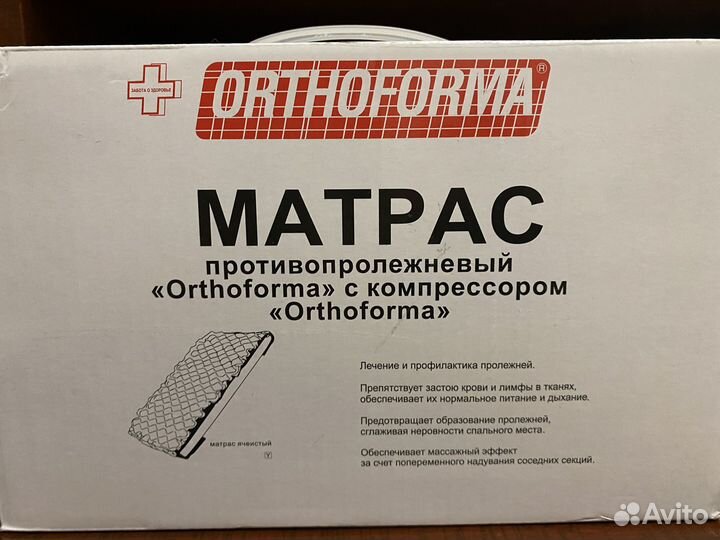 ЗАБОТА О ЗДОРОВЬЕ
ORTHOFORMA®
МАТРАС
противопролежневый
«Orthoforma» с компрессором
«Orthoforma»
Лечение и профилактика пролежней.
Препятствует застою крови и лимфы в тканях,
обеспечивает их нормальное питание и дыхание.
Предотвращает образование пролежней,
сглаживая неровности спального места.
Обеспечивает массажный эффект
за счет попеременного надувания соседних секций.
матрас ячеистый
Y
Avito